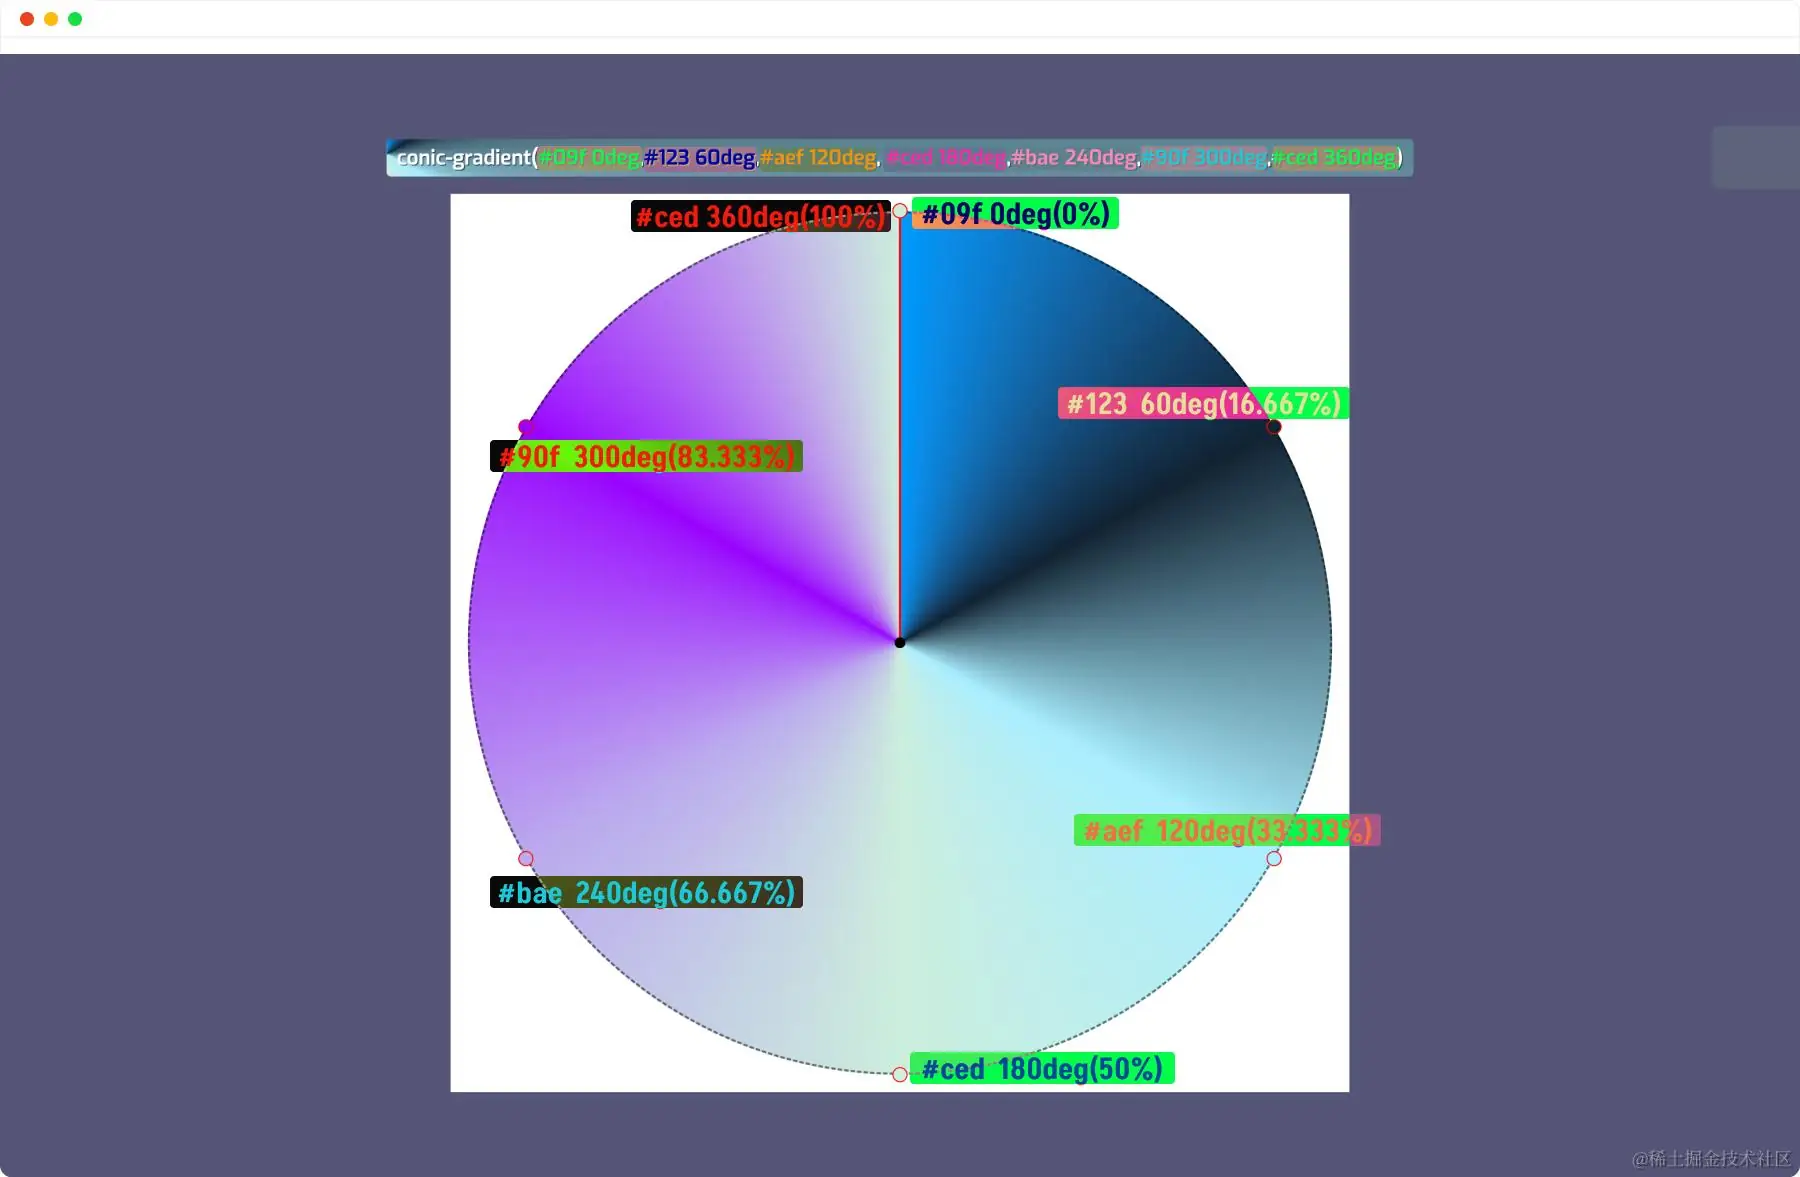 conic-gradient(#09f 0deg,#123 60deg,#aef 120deg, #ced 180deg,#bae 240deg,#90f 300deg,#ced 360deg)
#ced 360deg(100%)
#09f 0deg(0%)
#123 60deg(16.667%)
#90f 300deg(83.333%)
#aef 120deg(33.333%)
#bae 240deg(66.667%)
#ced 180deg(50%)
@稀土掘金技术社区